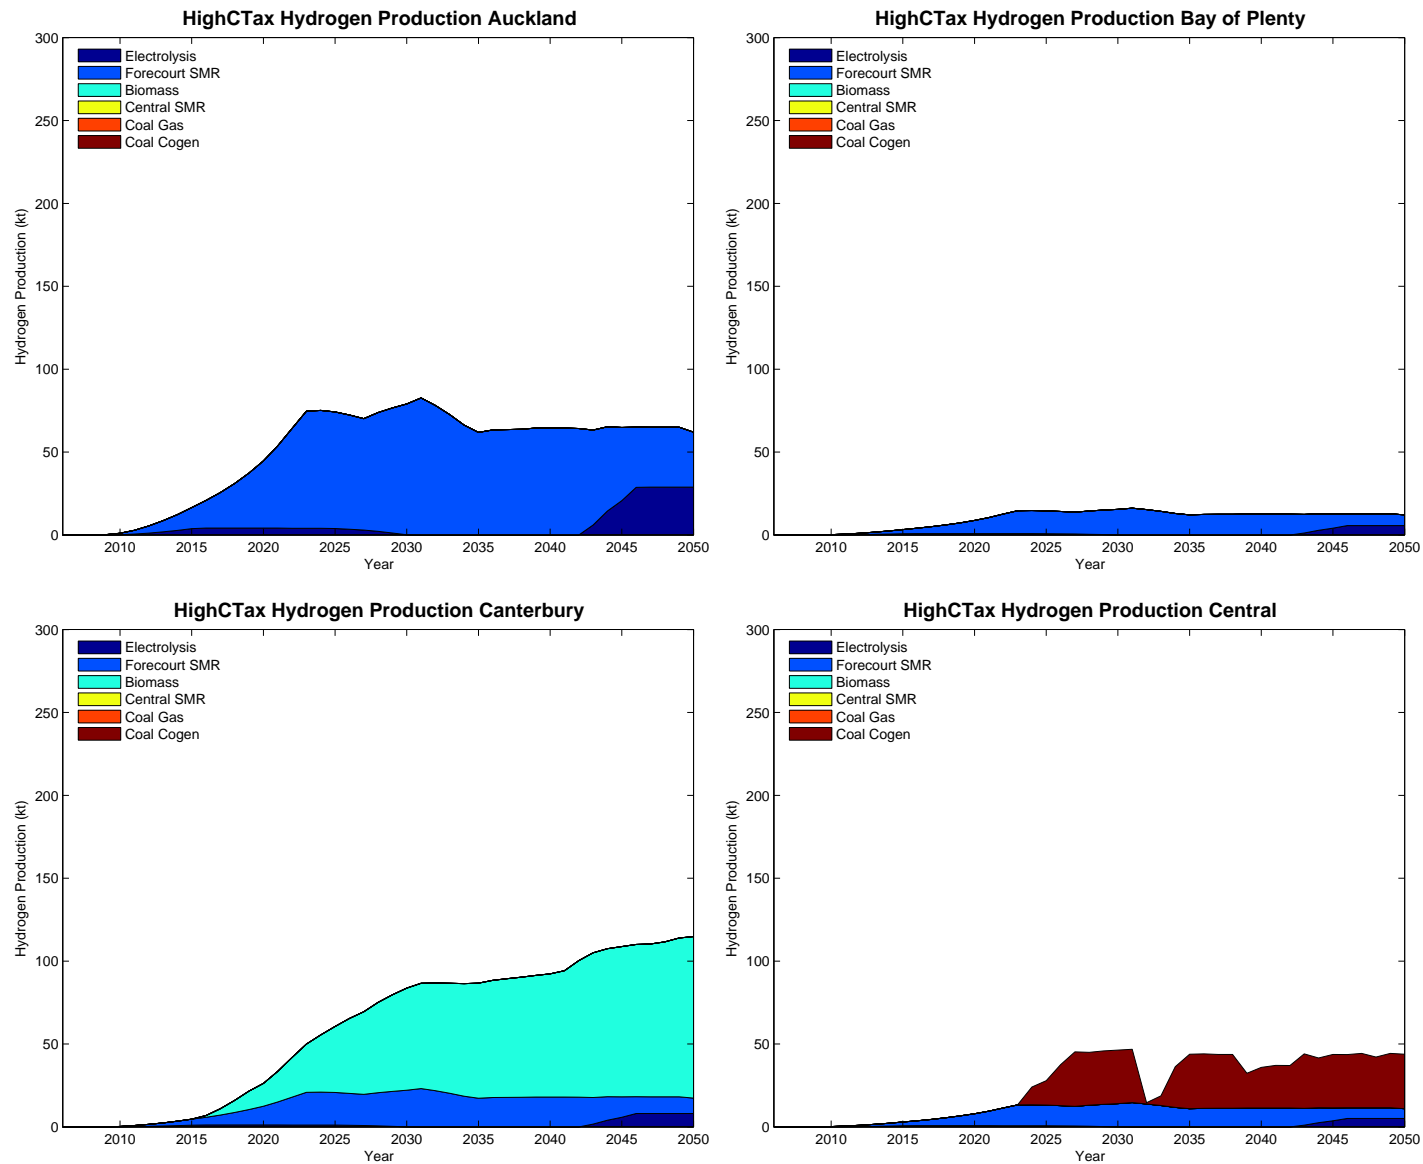 HighCTax Hydrogen Production Auckland
300
250
200
150
100
50
0
Hydrogen Production (kt)
Electrolysis
Forecourt SMR
Biomass
Central SMR
Coal Gas
Coal Cogen
2010 2015 2020 2025 2030 2035 2040 2045 2050
Year
HighCTax Hydrogen Production Bay of Plenty
300
250
200
150
100
50
0
Hydrogen Production (kt)
Electrolysis
Forecourt SMR
Biomass
Central SMR
Coal Gas
Coal Cogen
2010 2015 2020 2025 2030 2035 2040 2045 2050
Year
HighCTax Hydrogen Production Canterbury
300
250
200
150
100
50
0
Hydrogen Production (kt)
Electrolysis
Forecourt SMR
Biomass
Central SMR
Coal Gas
Coal Cogen
2010 2015 2020 2025 2030 2035 2040 2045 2050
Year
HighCTax Hydrogen Production Central
300
250
200
150
100
50
0
Hydrogen Production (kt)
Electrolysis
Forecourt SMR
Biomass
Central SMR
Coal Gas
Coal Cogen
2010 2015 2020 2025 2030 2035 2040 2045 2050
Year